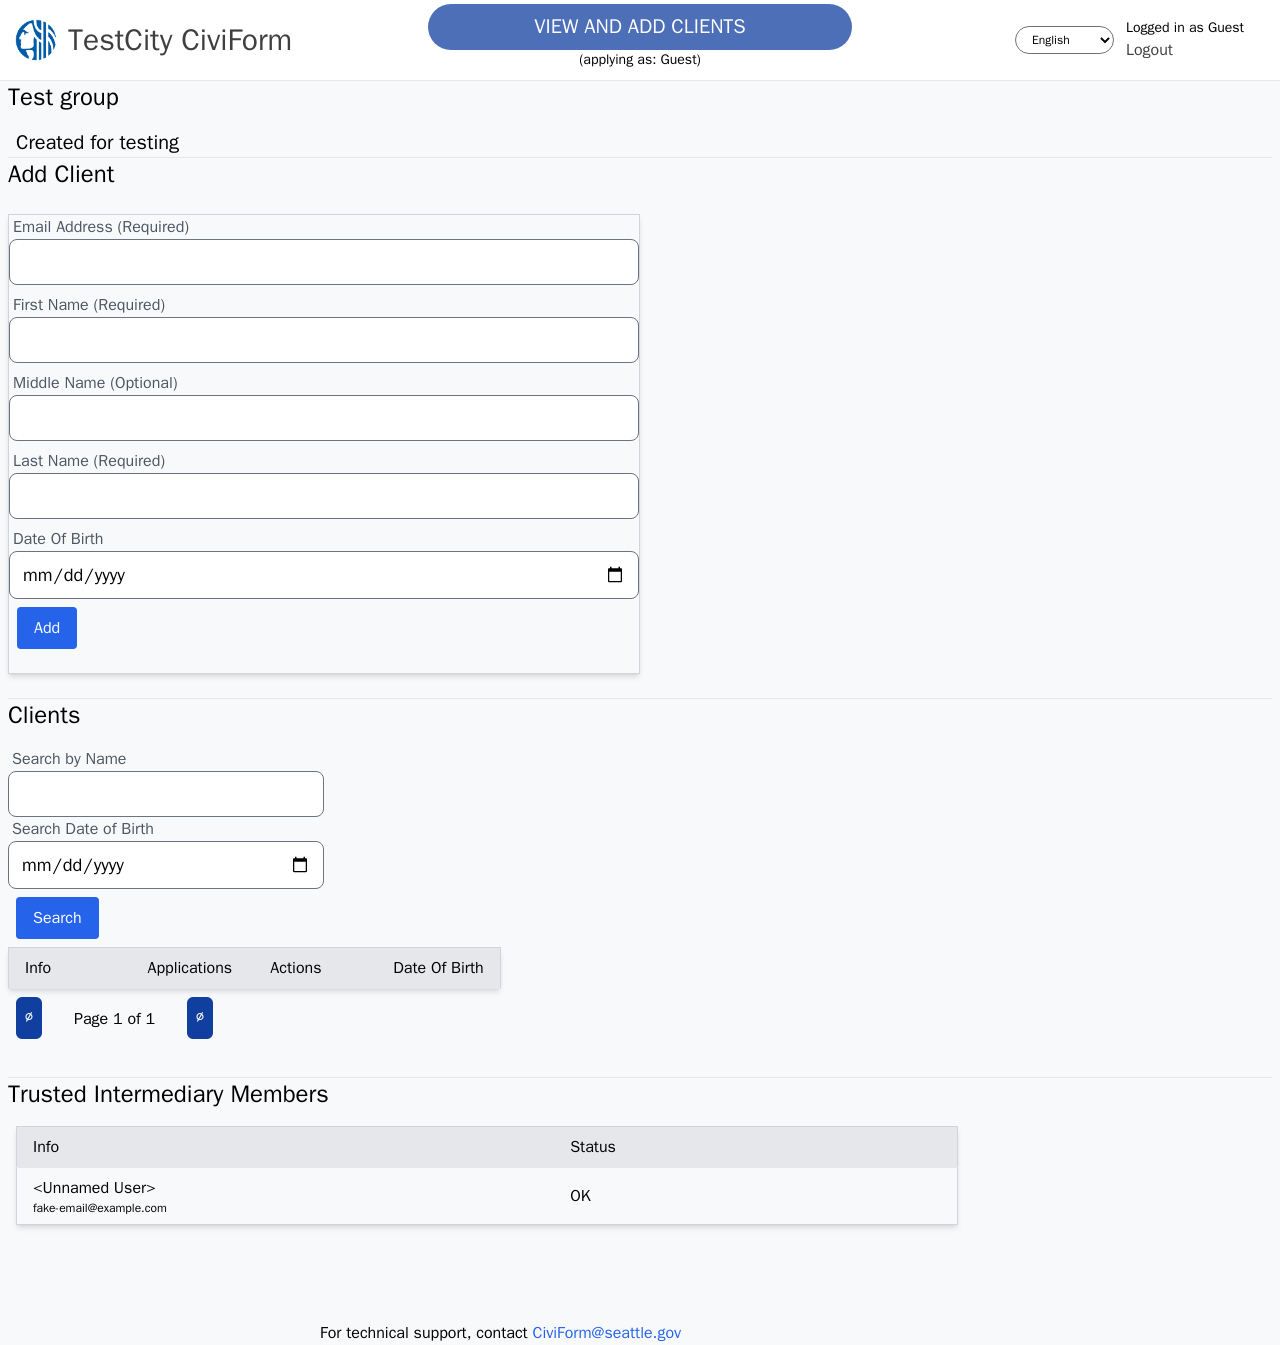 TestCity CiviForm
VIEW AND ADD CLIENTS
(applying as: Guest)
English
Logged in as Guest
Logout
Test group
Created for testing
Add Client
Email Address (Required)
First Name (Required)
Middle Name (Optional)
Last Name (Required)
Date Of Birth
mm/dd/yyyy
Add
Clients
Search by Name
Search Date of Birth
mm/dd/yyyy
Search
Info Applications Actions Date Of Birth
∅ Page 1 of 1 ∅
Trusted Intermediary Members
Info Status
<Unnamed User>
fake-email@example.com
OK
For technical support, contact CiviForm@seattle.gov